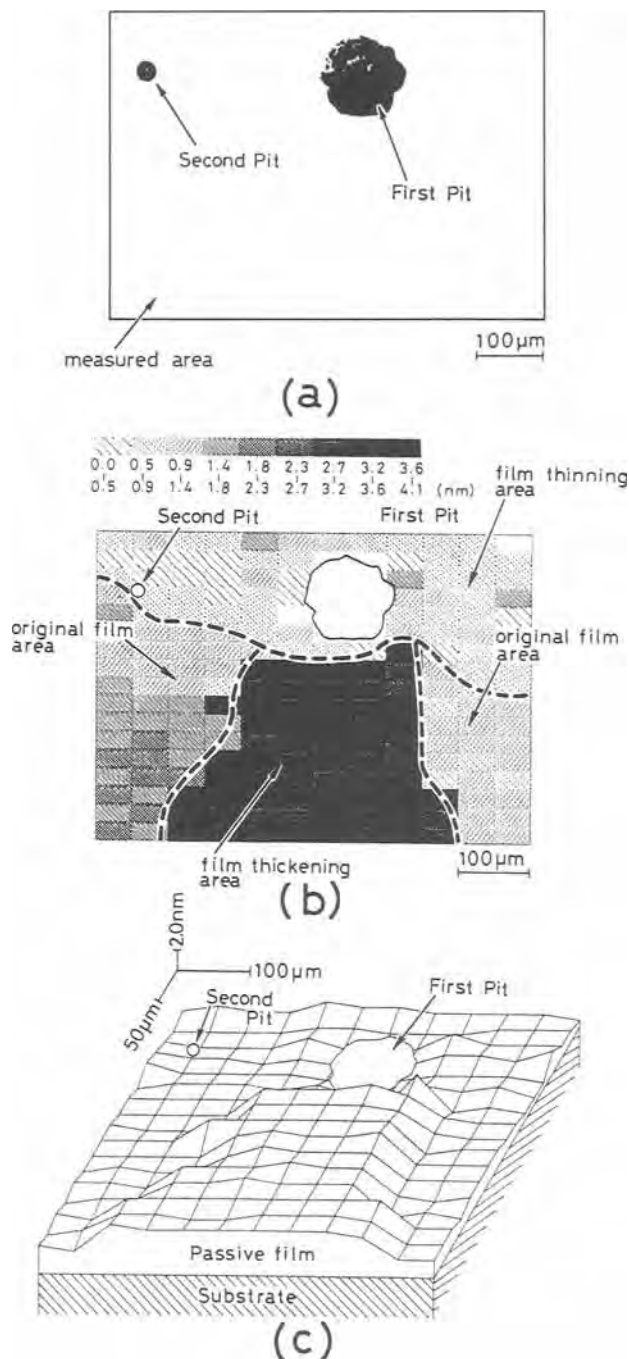 Second Pit
First Pit
measured area
100μm
(a)
0.0 0.5 0.9 1.4 1.8 2.3 2.7 3.2 3.6
0.5 0.9 1.4 1.8 2.3 2.7 3.2 3.6 4.1 (nm)
film thinning
area
Second Pit
First Pit
original film
area
original film
area
film thickening
area
100μm
(b)
2.0nm
100μm
50μm
Second
Pit
First Pit
Passive film
Substrate
(c)